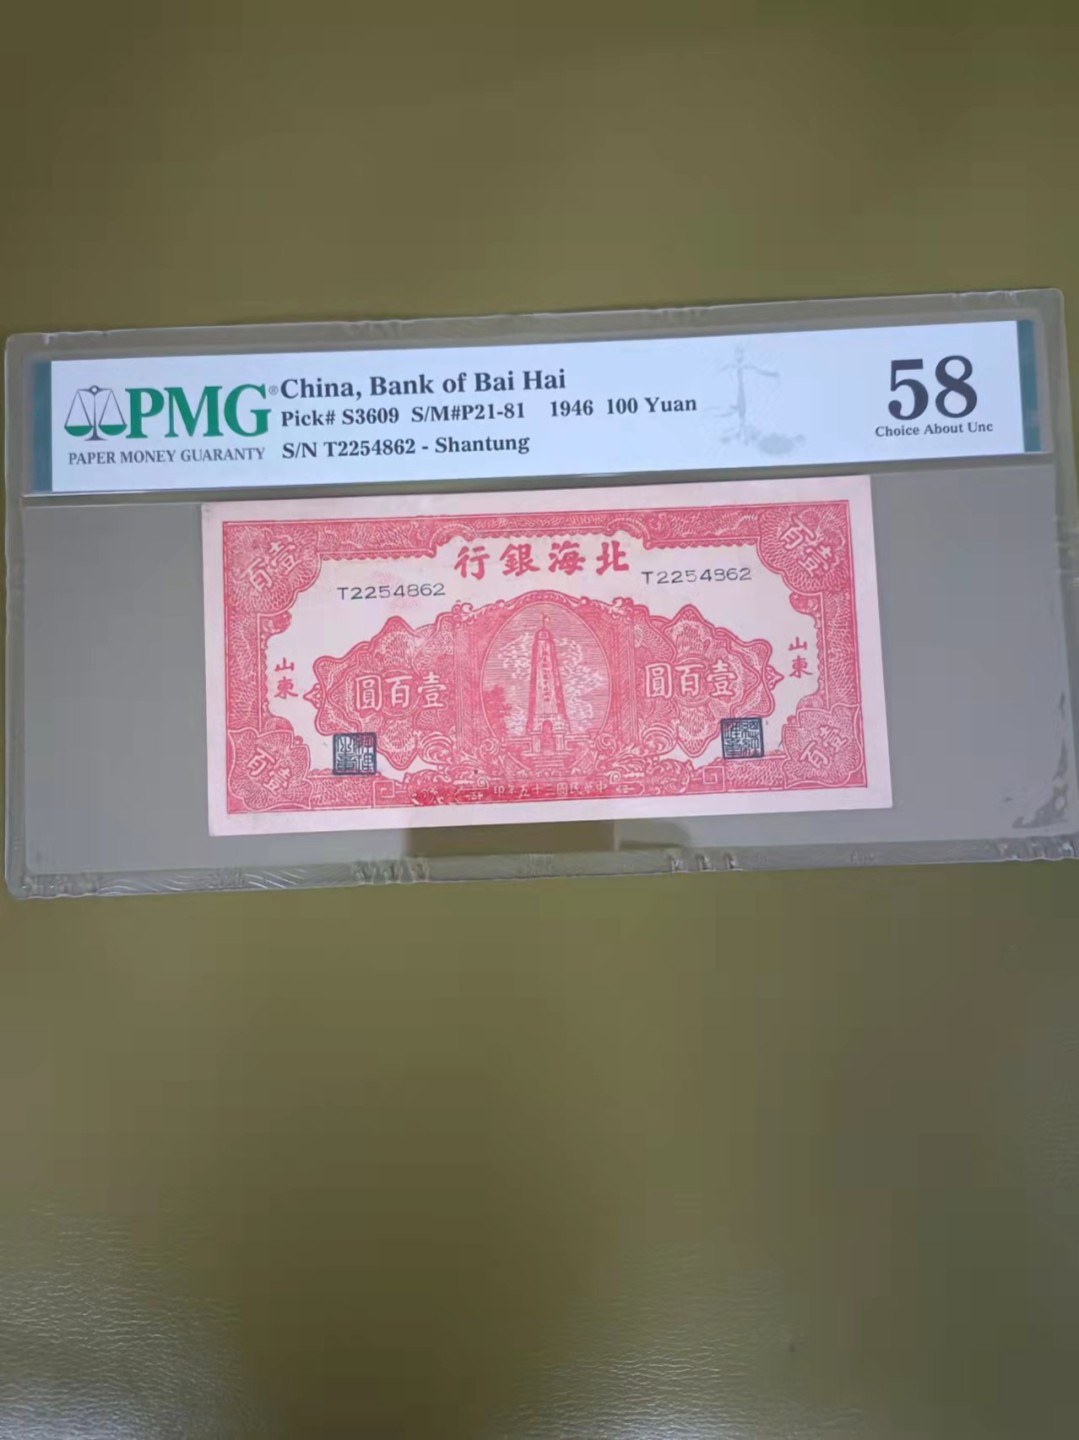 PMG®
PAPER MONEY GUARANTY
China, Bank of Bai Hai
Pick# S3609 S/M#P21-81 1946 100 Yuan
S/N T2254862 - Shantung
58
Choice About Unc
百壹
百壹
行銀海北
T2254862
T2254862
山東
山東
圓百壹
圓百壹
百壹
百壹
印年五十三國民華中